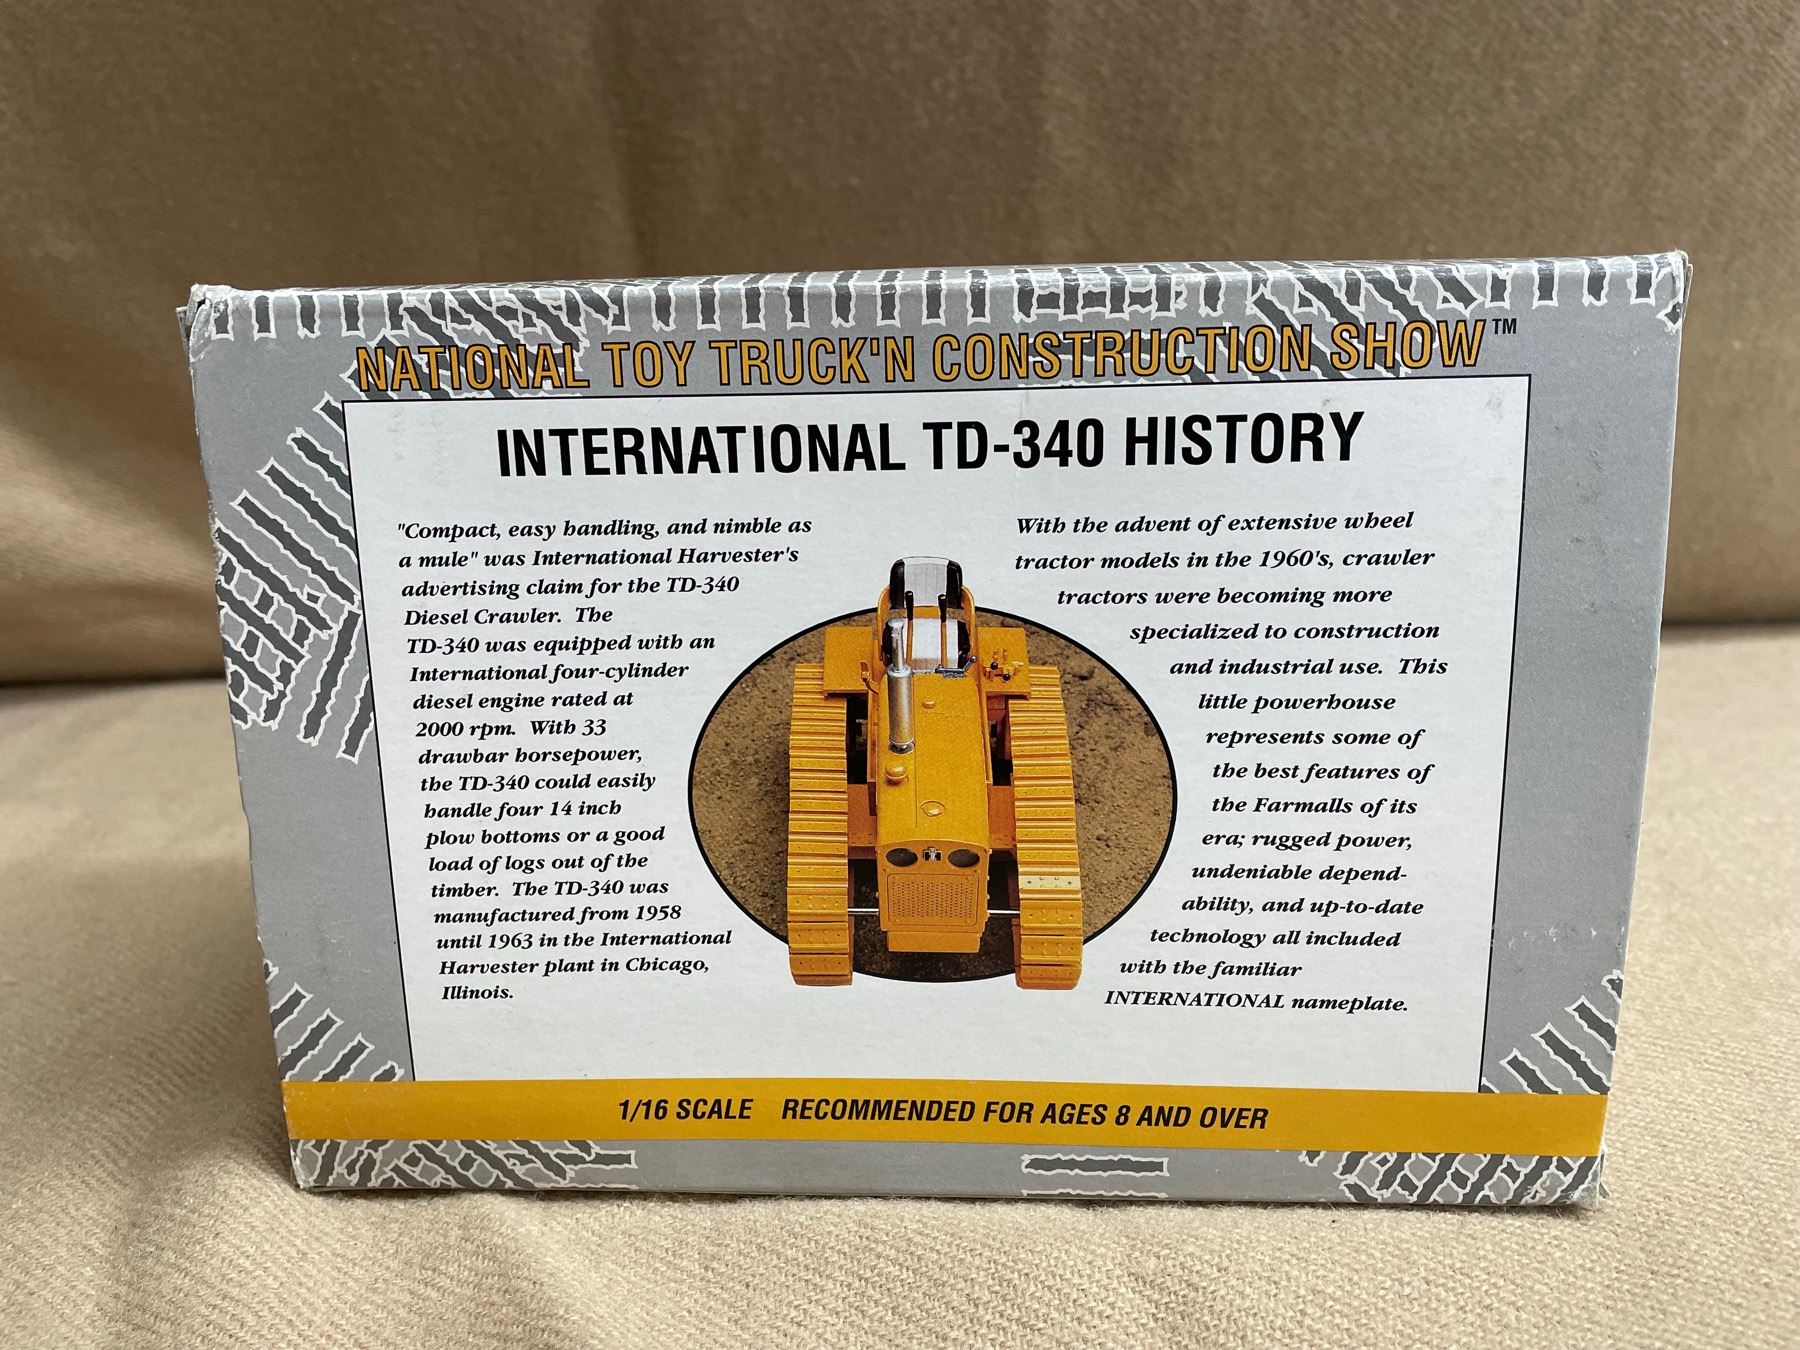 NATIONAL TOY TRUCK'N CONSTRUCTION SHOW™
INTERNATIONAL TD-340 HISTORY
"Compact, easy handling, and nimble as
a mule" was International Harvester's
advertising claim for the TD-340
Diesel Crawler. The
TD-340 was equipped with an
International four-cylinder
diesel engine rated at
2000 rpm. With 33
drawbar horsepower,
the TD-340 could easily
handle four 14 inch
plow bottoms or a good
load of logs out of the
timber. The TD-340 was
manufactured from 1958
until 1963 in the International
Harvester plant in Chicago,
Illinois.
With the advent of extensive wheel
tractor models in the 1960's, crawler
tractors were becoming more
specialized to construction
and industrial use. This
little powerhouse
represents some of
the best features of
the Farmalls of its
era; rugged power,
undeniable depend-
ability, and up-to-date
technology all included
with the familiar
INTERNATIONAL nameplate.
1/16 SCALE RECOMMENDED FOR AGES 8 AND OVER